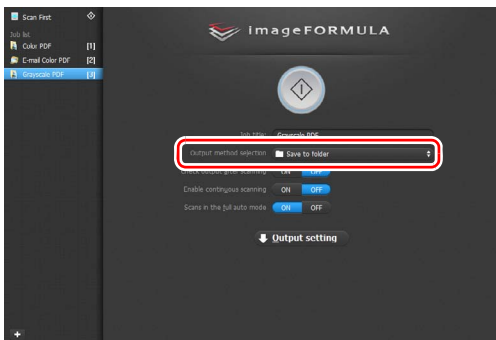 Scan First
imageFORMULA
Job list
Color PDF [1]
E-mail Color PDF [2]
Grayscale PDF [3]
Job title: Grayscale PDF
Output method selection Save to folder
Check output after scanning ON OFF
Enable continuous scanning ON OFF
Scans in the full auto mode ON OFF
Output setting